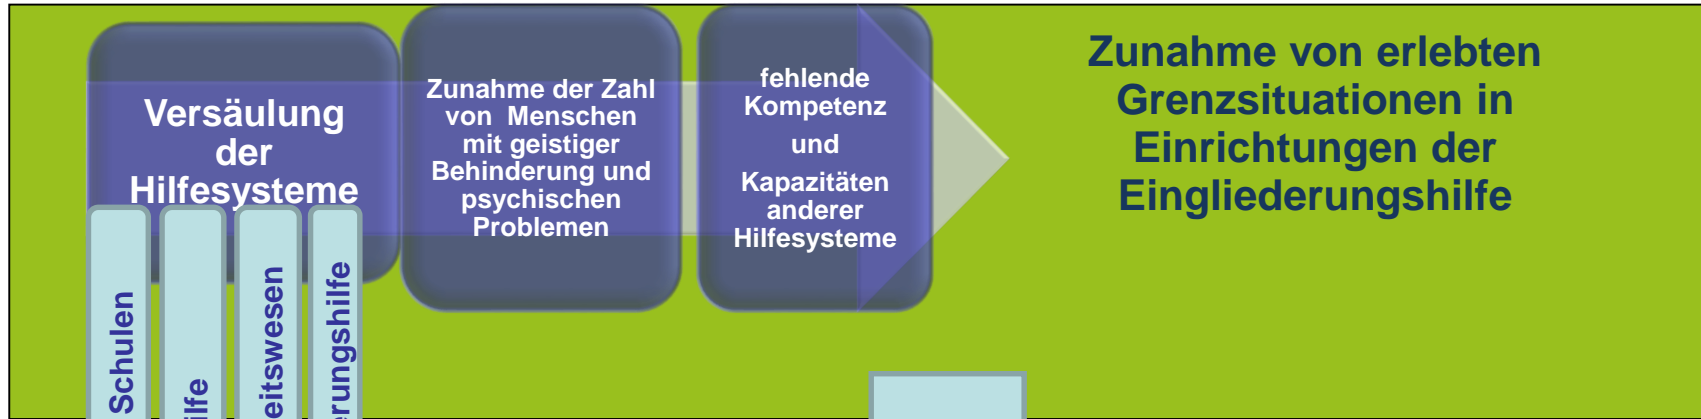 Versäulung
der
Hilfesysteme
Zunahme der Zahl
von Menschen
mit geistiger
Behinderung und
psychischen
Problemen
fehlende
Kompetenz
und
Kapazitäten
anderer
Hilfesysteme
Zunahme von erlebten
Grenzsituationen in
Einrichtungen der
Eingliederungshilfe
Schulen